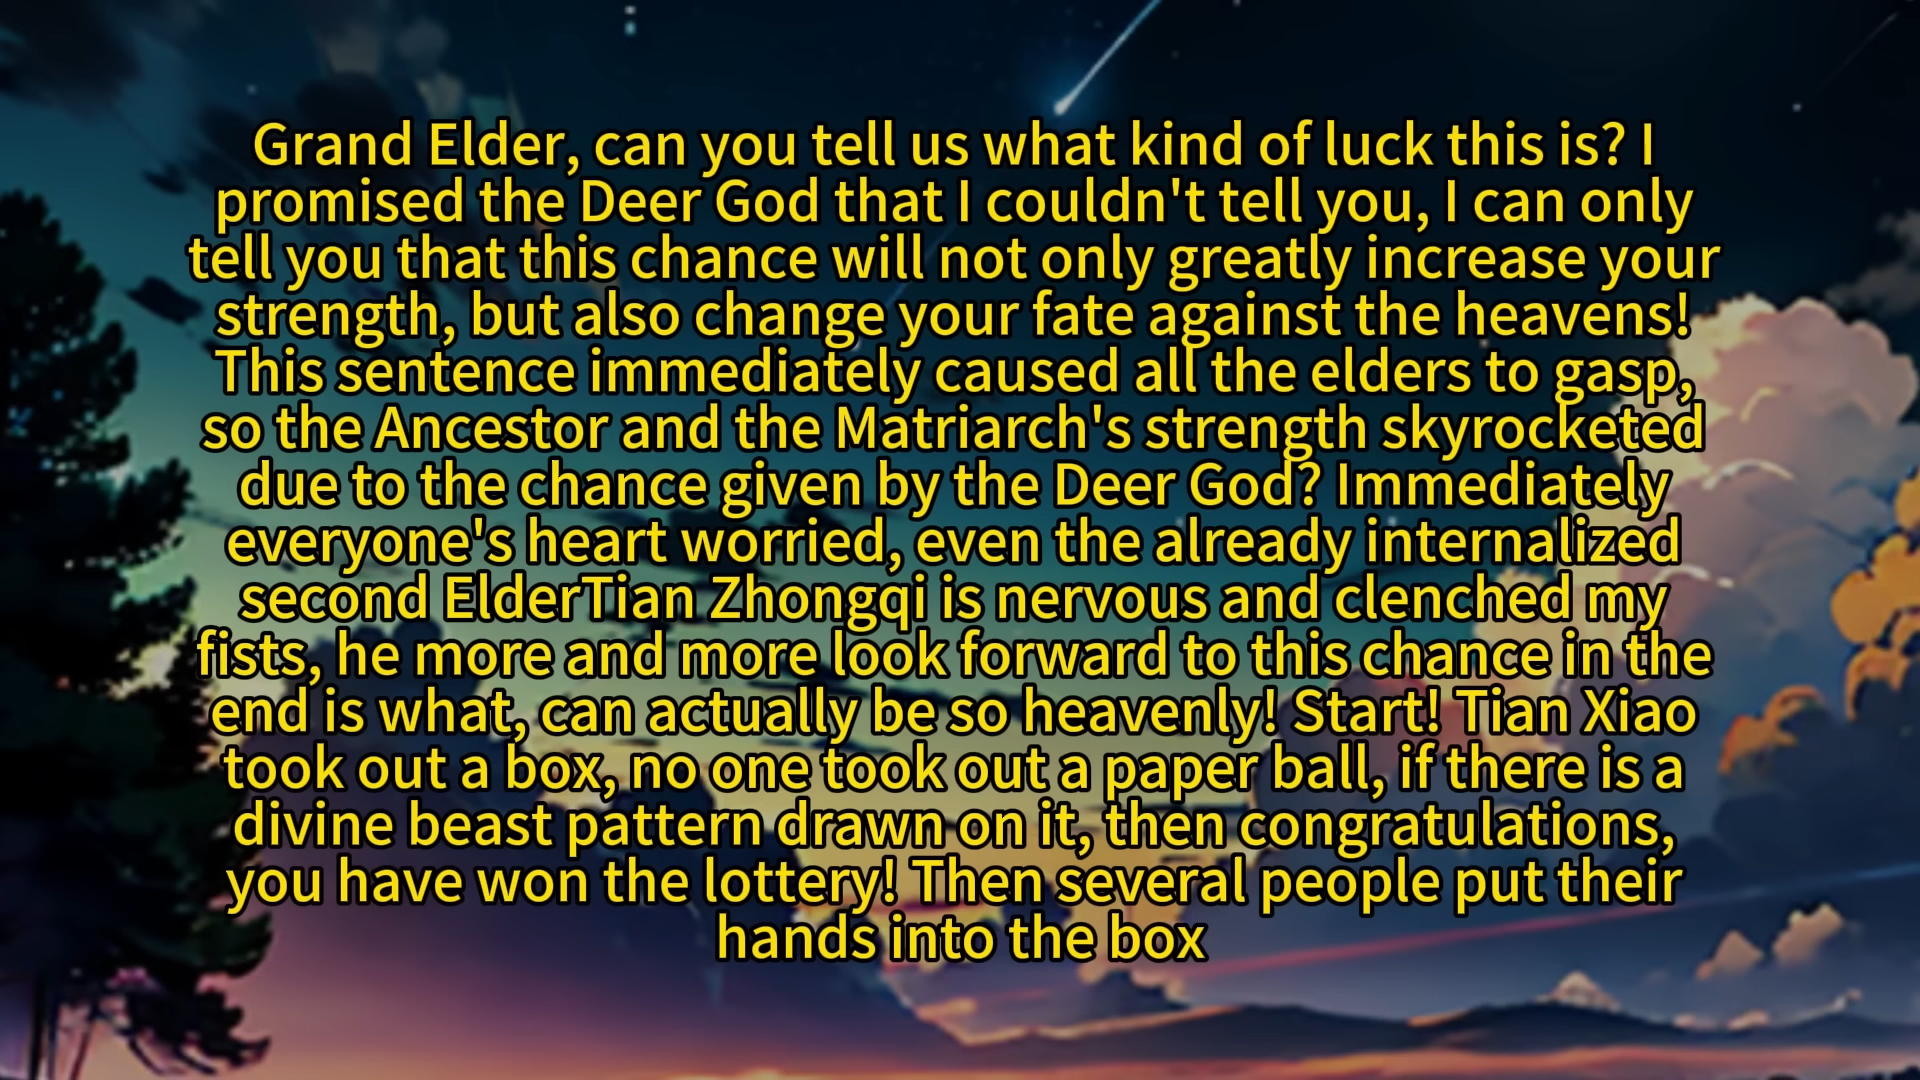 Grand Elder, can you tell us what kind of luck this is? I
promised the Deer God that I couldn't tell you, I can only
tell you that this chance will not only greatly increase your
strength, but also change your fate against the heavens!
This sentence immediately caused all the elders to gasp,
so the Ancestor and the Matriarch's strength skyrocketed
due to the chance given by the Deer God? Immediately
everyone's heart worried, even the already internalized
second ElderTian Zhongqi is nervous and clenched my
fists, he more and more look forward to this chance in the
end is what, can actually be so heavenly! Start! Tian Xiao
took out a box, no one took out a paper ball, if there is a
divine beast pattern drawn on it, then congratulations,
you have won the lottery! Then several people put their
hands into the box